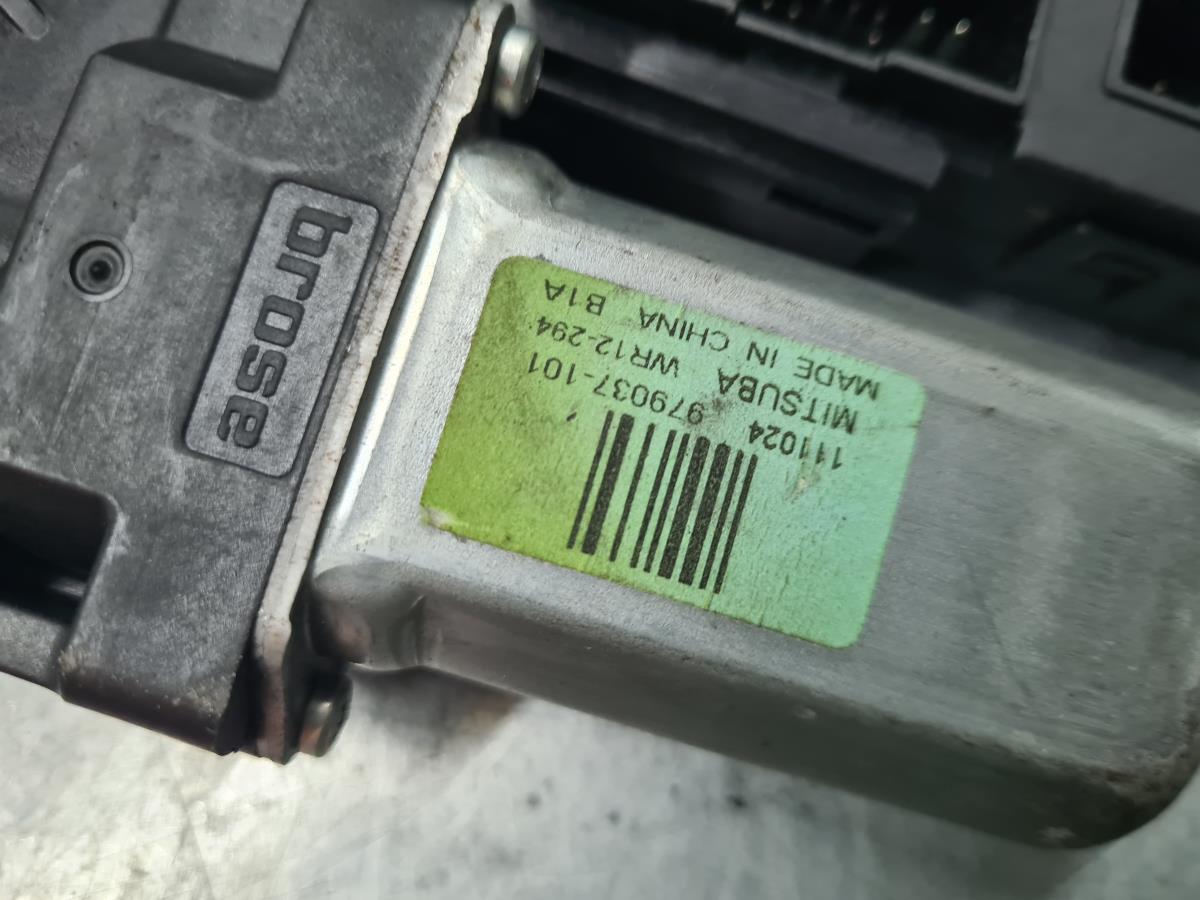 brose
MADE IN CHINA B1A
MITSUBA WR12-294
979037-101
111024